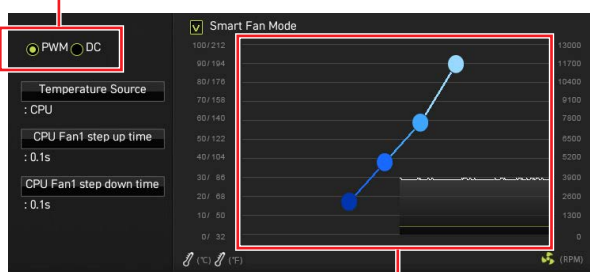 PWM DC
Temperature Source
: CPU
CPU Fan1 step up time
: 0.1s
CPU Fan1 step down time
: 0.1s
V Smart Fan Mode
100/212
90/194
80/176
70/158
60/140
50/122
40/104
30/ 86
20/ 68
10/ 50
0/ 32
13000
11700
10400
9100
7800
6500
5200
3900
2600
1300
0
(°C) (°F)
(RPM)